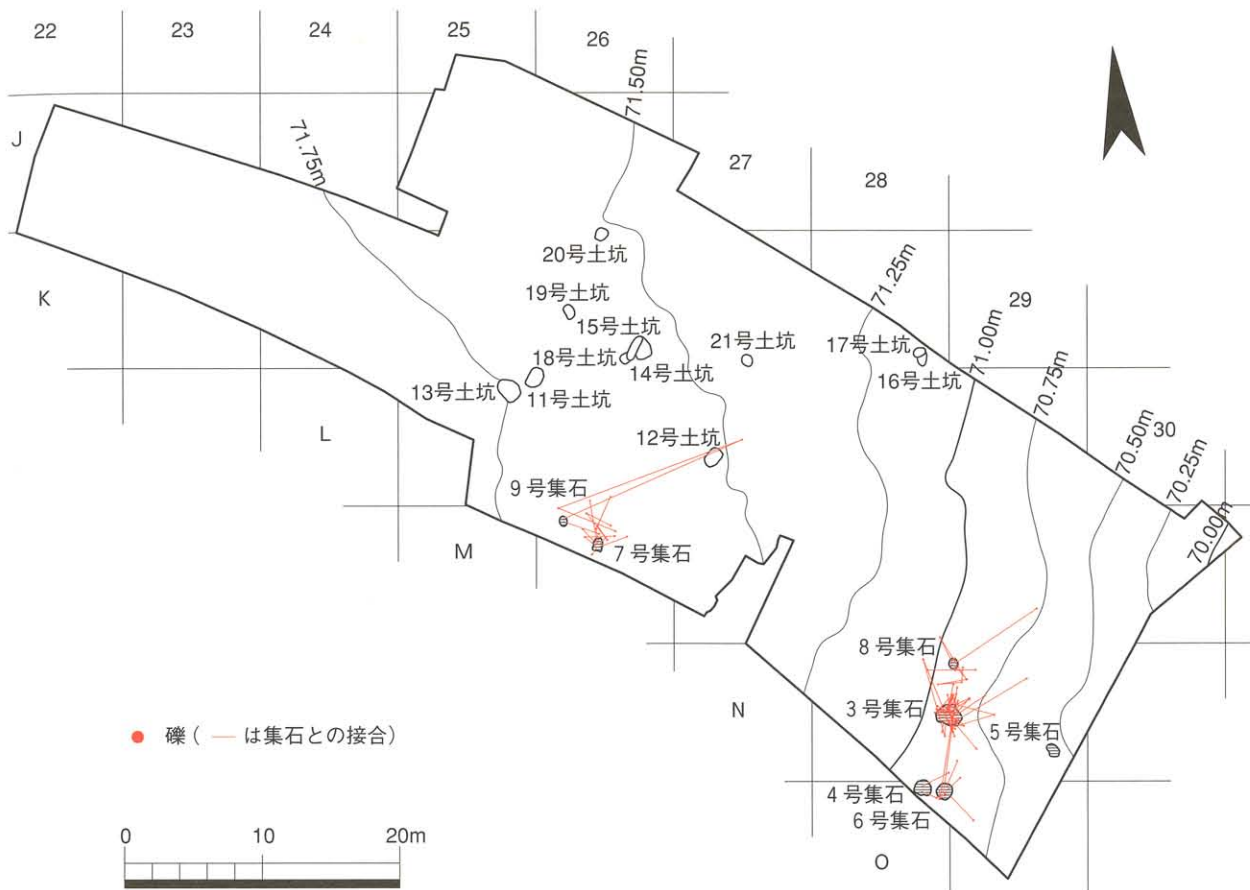 22
23
24
25
26
71.50m
J
71.75m
27
28
20号土坑
71.25m
K
19号土坑
29
15号土坑
21号土坑
17号土坑
71.00m
18号土坑
14号土坑
16号土坑
70.75m
13号土坑
11号土坑
L
12号土坑
70.50m
30
70.25m
9号集石
70.00m
M
7号集石
8号集石
N
3号集石
5号集石
● 礫( — は集石との接合)
4号集石
6号集石
0 10 20m
O